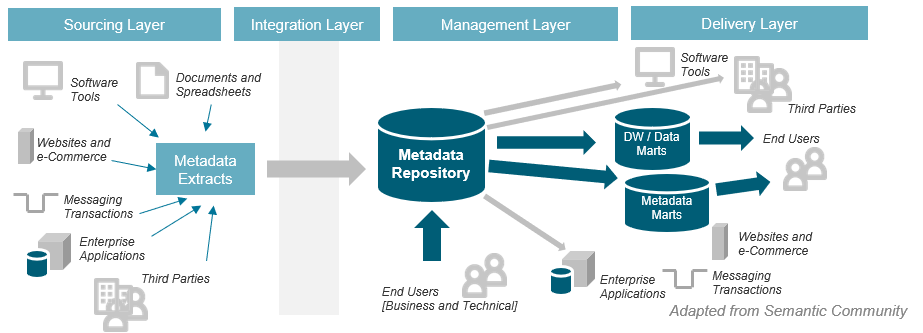 Sourcing Layer
Integration Layer
Management Layer
Delivery Layer
Software
Tools
Documents and
Spreadsheets
Websites and
e-Commerce
Metadata
Extracts
Messaging
Transactions
Enterprise
Applications
Third Parties
Metadata
Repository
End Users
[Business and Technical]
Software
Tools
Third Parties
DW / Data
Marts
End Users
Metadata
Marts
Websites and
e-Commerce
Enterprise
Applications
Messaging
Transactions
Adapted from Semantic Community